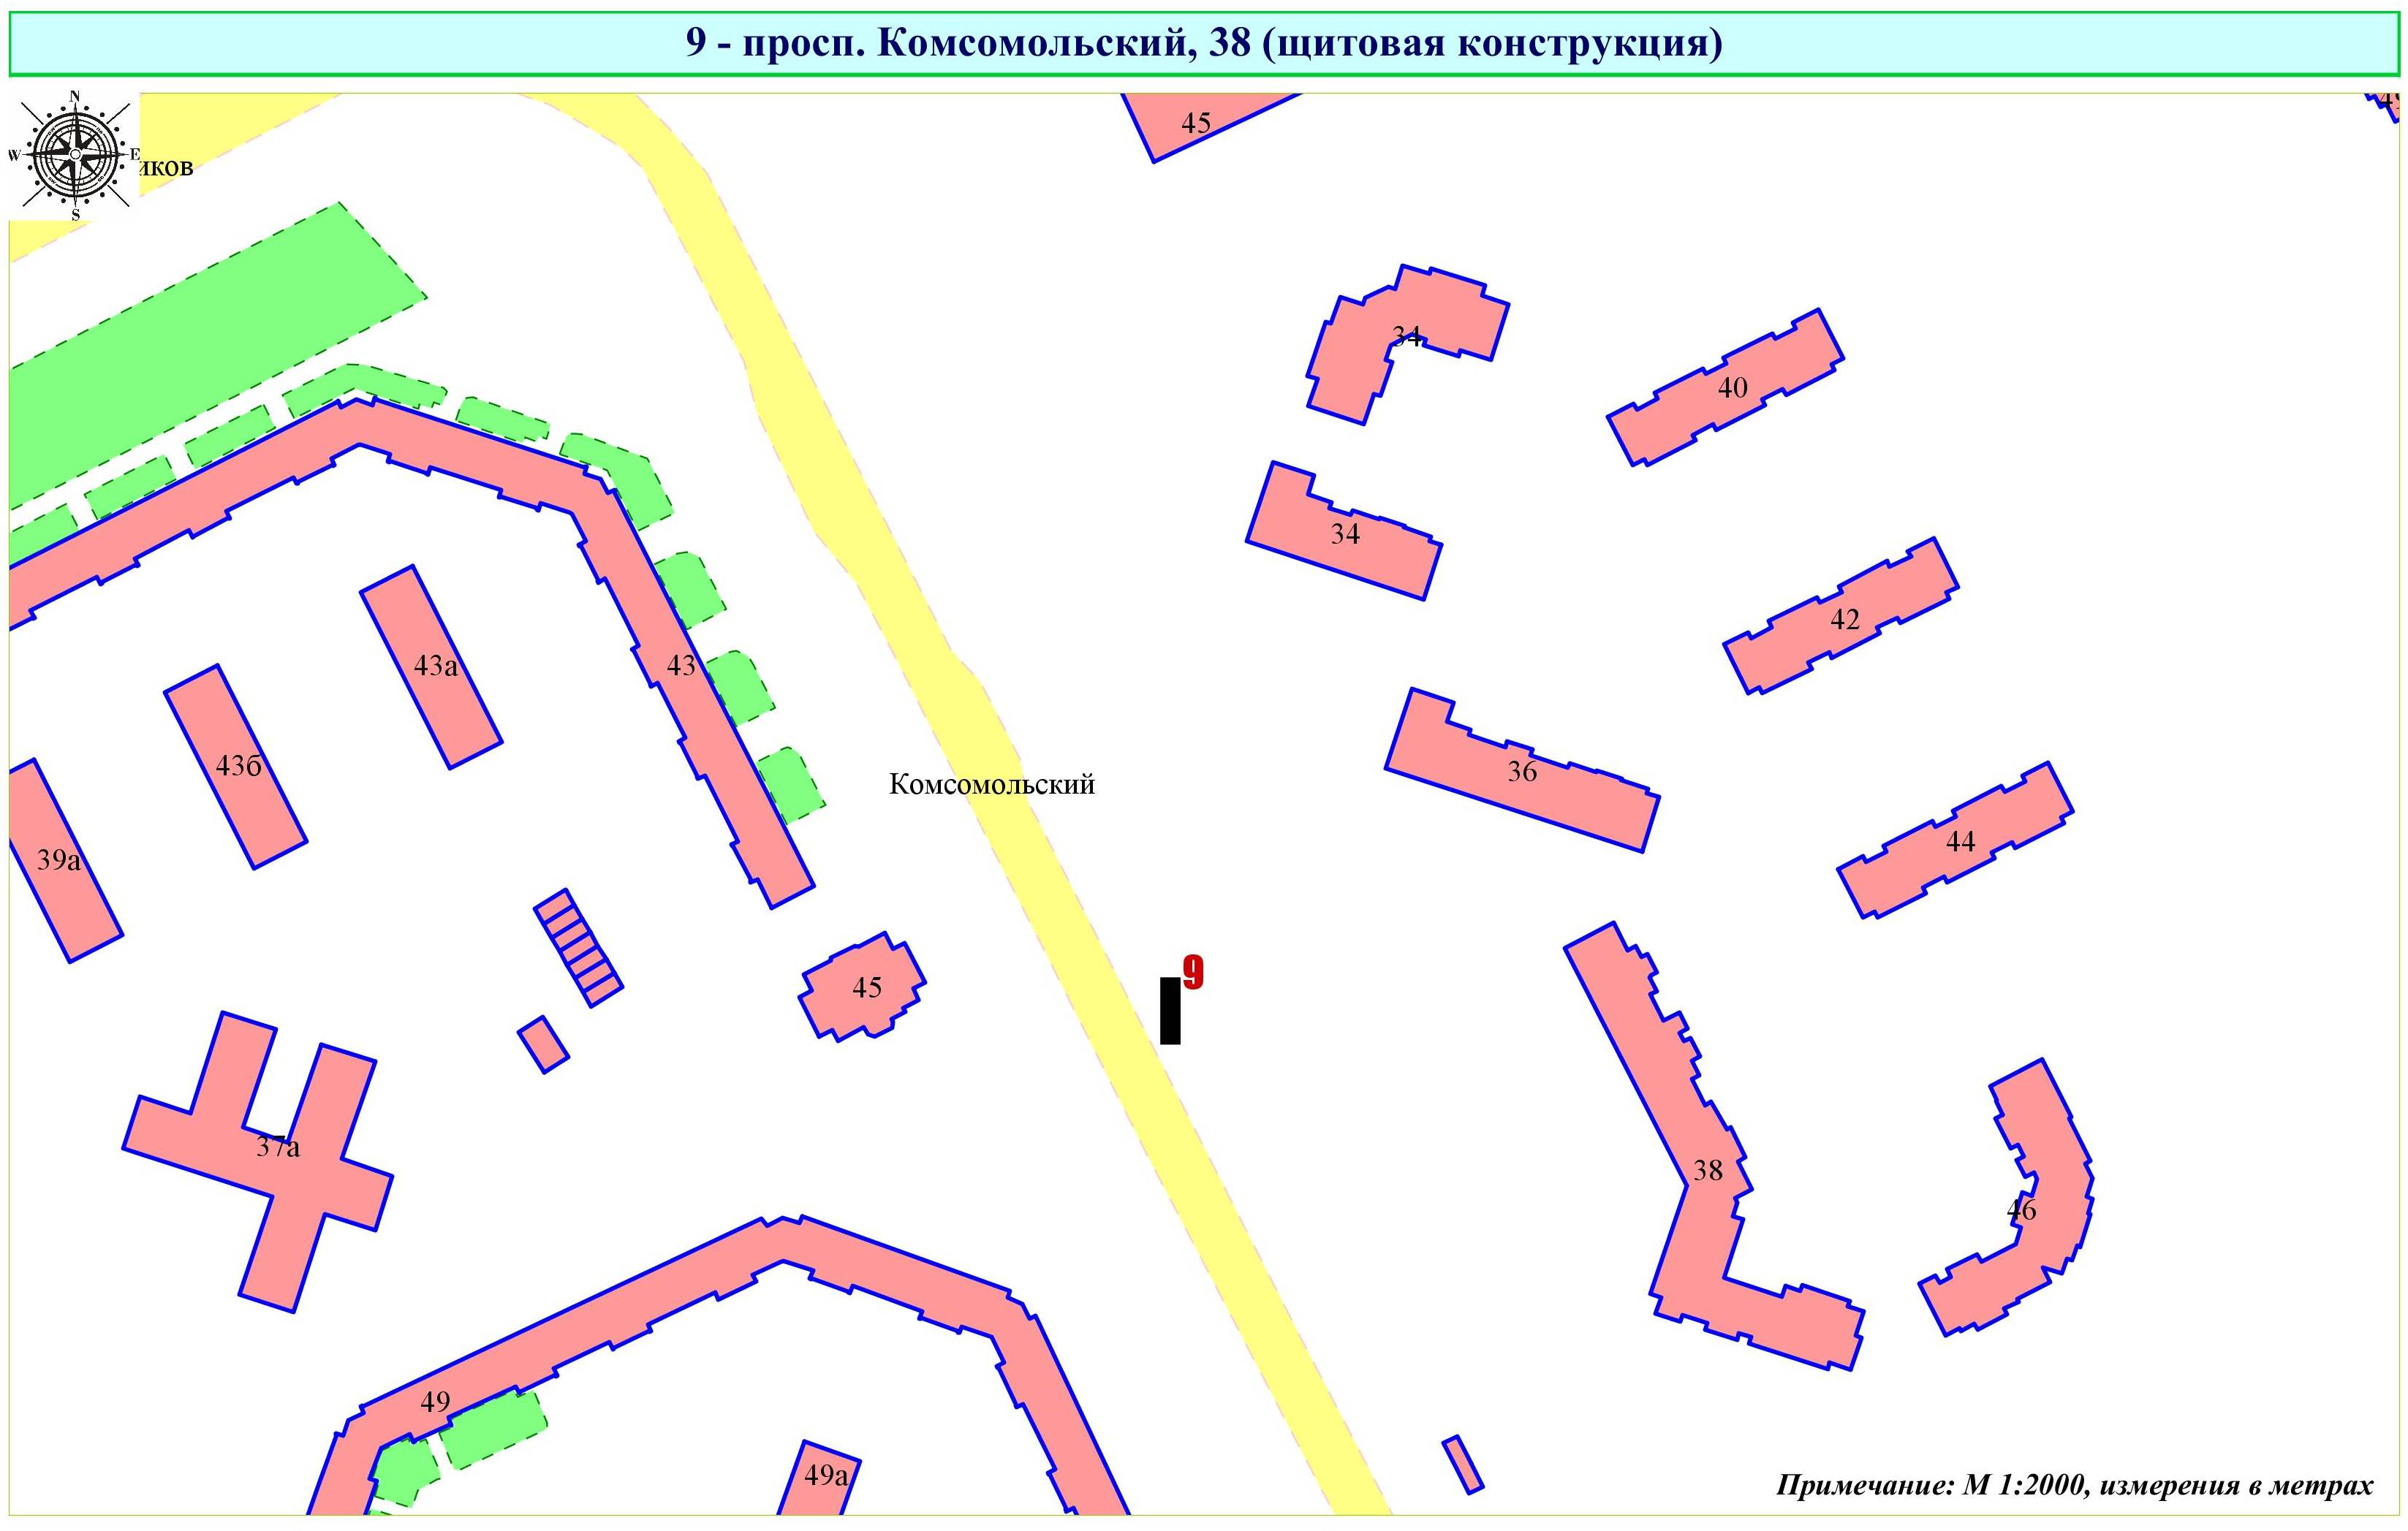 9 - просп. Комсомольский, 38 (щитовая конструкция)
N
W E
S
иков
45
34
40
34
42
43а
43
43б
36
Комсомольский
44
39а
45
9
37а
38
46
49
49а
Примечание: М 1:2000, измерения в метрах